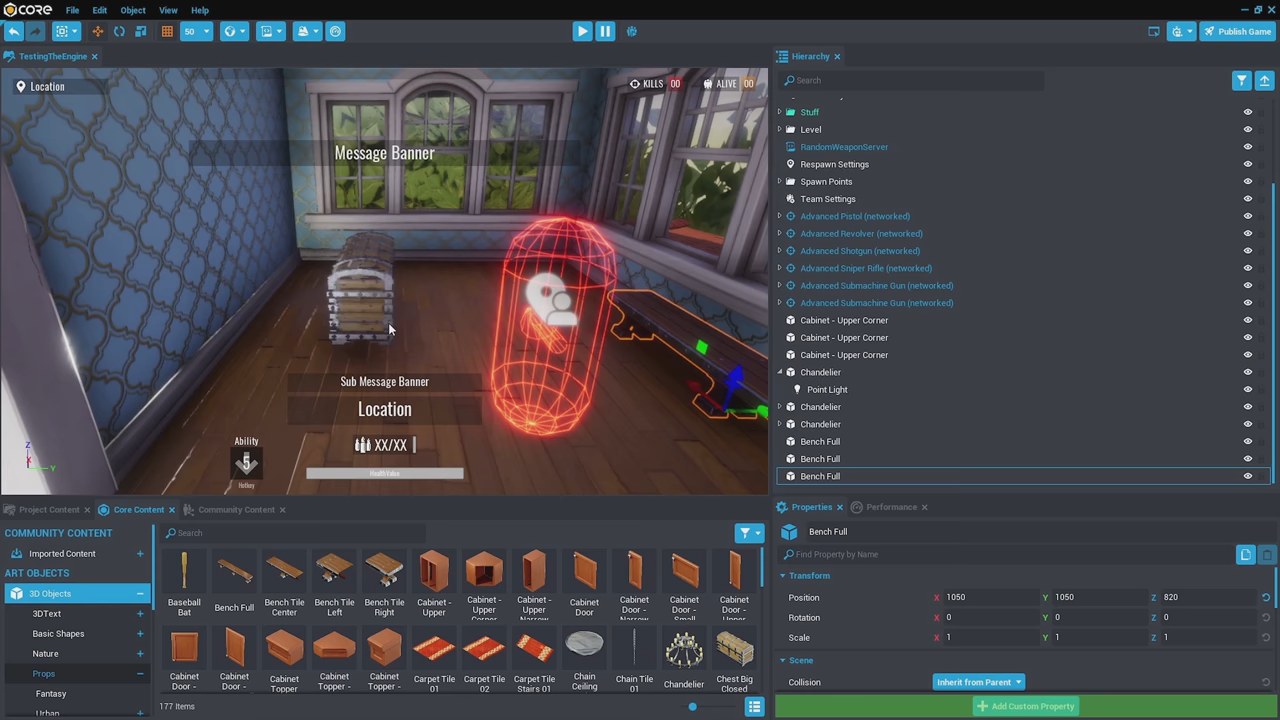 CORE
File
Edit
Object
View
Help
50
Publish Game
TestingTheEngine
Hierarchy
Location
KILLS 00
ALIVE 00
Message Banner
Sub Message Banner
Location
XX/XX
Ability
5
Hotkey
HealthValue
Z
X
Y
Search
Stuff
Level
RandomWeaponServer
Respawn Settings
Spawn Points
Team Settings
Advanced Pistol (networked)
Advanced Revolver (networked)
Advanced Shotgun (networked)
Advanced Sniper Rifle (networked)
Advanced Submachine Gun (networked)
Advanced Submachine Gun (networked)
Cabinet - Upper Corner
Cabinet - Upper Corner
Cabinet - Upper Corner
Chandelier
Point Light
Chandelier
Chandelier
Bench Full
Bench Full
Bench Full
Project Content
Core Content
Community Content
COMMUNITY CONTENT
Imported Content
ART OBJECTS
3D Objects
3DText
Basic Shapes
Nature
Props
Fantasy
Urban
Search
Baseball Bat
Bench Full
Bench Tile Center
Bench Tile Left
Bench Tile Right
Cabinet - Upper
Cabinet - Upper Corner
Cabinet - Upper Narrow
Cabinet Door
Cabinet Door - Narrow
Cabinet Door - Small
Cabinet Door - Upper
Cabinet Door -
Cabinet Door -
Cabinet Topper
Cabinet Topper -
Cabinet Topper -
Carpet Tile 01
Carpet Tile 02
Carpet Tile Stairs 01
Chain Ceiling
Chain Tile 01
Chandelier
Chest Big Closed
177 Items
Properties
Performance
Bench Full
Find Property by Name
Transform
Position X 1050 Y 1050 Z 820
Rotation X 0 Y 0 Z 0
Scale X 1 Y 1 Z 1
Scene
Collision Inherit from Parent
Add Custom Property